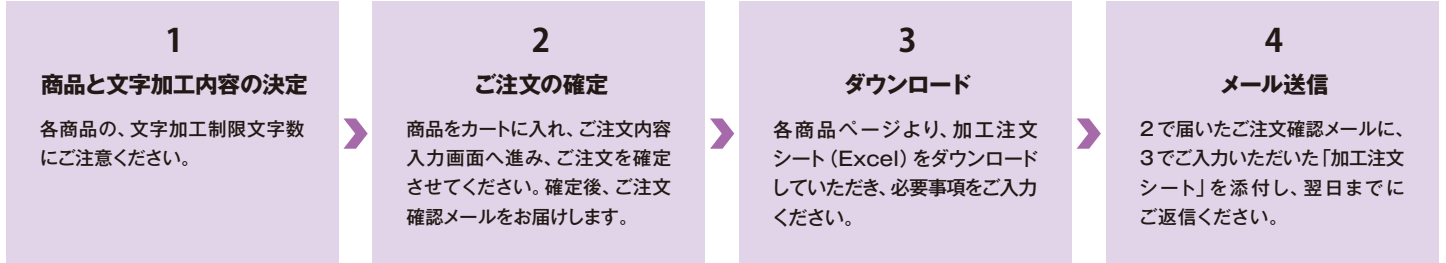 1
商品と文字加工内容の決定
各商品の、文字加工制限文字数
にご注意ください。
2
ご注文の確定
商品をカートに入れ、ご注文内容
入力画面へ進み、ご注文を確定
させてください。確定後、ご注文
確認メールをお届けします。
3
ダウンロード
各商品ページより、加工注文
シート（Excel）をダウンロード
していただき、必要事項をご入力
ください。
4
メール送信
2で届いたご注文確認メールに、
3でご入力いただいた「加工注文
シート」を添付し、翌日までに
ご返信ください。